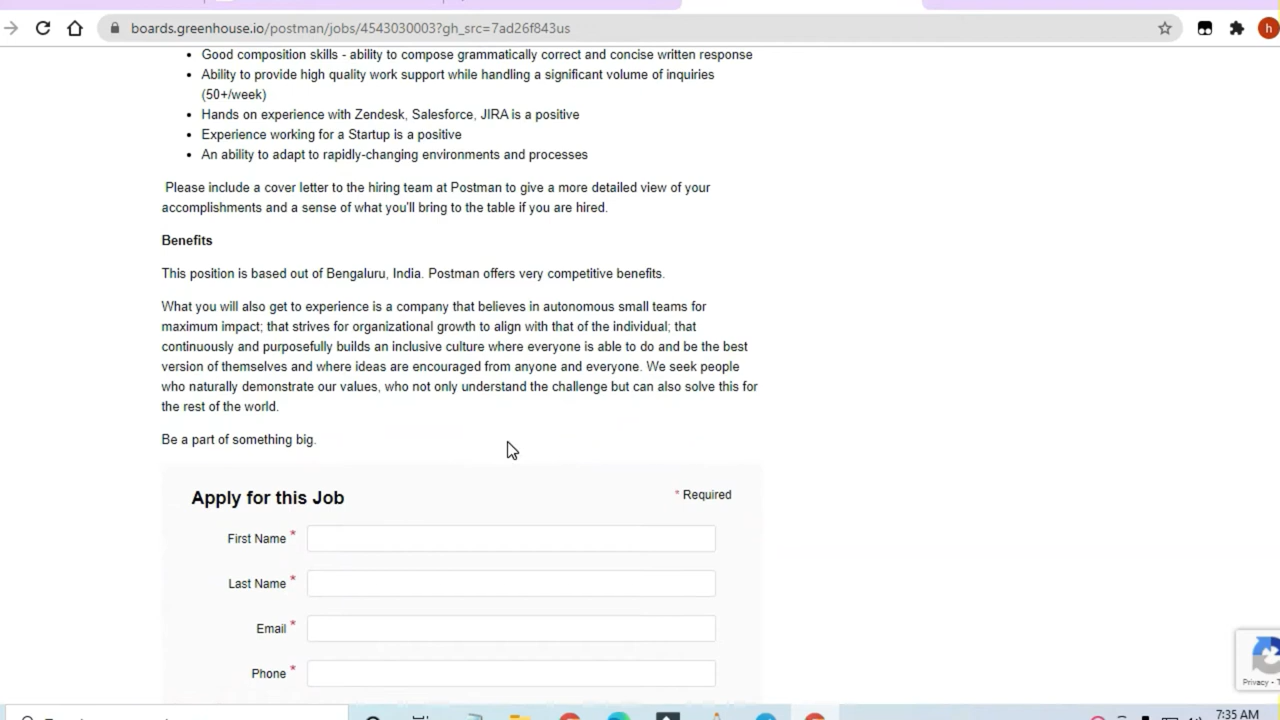 boards.greenhouse.io/postman/jobs/4543030003?gh_src=7ad26f843us
h
Good composition skills - ability to compose grammatically correct and concise written response
Ability to provide high quality work support while handling a significant volume of inquiries
(50+/week)
Hands on experience with Zendesk, Salesforce, JIRA is a positive
Experience working for a Startup is a positive
An ability to adapt to rapidly-changing environments and processes
Please include a cover letter to the hiring team at Postman to give a more detailed view of your
accomplishments and a sense of what you'll bring to the table if you are hired.
Benefits
This position is based out of Bengaluru, India. Postman offers very competitive benefits.
What you will also get to experience is a company that believes in autonomous small teams for
maximum impact; that strives for organizational growth to align with that of the individual; that
continuously and purposefully builds an inclusive culture where everyone is able to do and be the best
version of themselves and where ideas are encouraged from anyone and everyone. We seek people
who naturally demonstrate our values, who not only understand the challenge but can also solve this for
the rest of the world.
Be a part of something big.
Apply for this Job
* Required
First Name *
Last Name *
Email *
Phone *
Privacy -
7:35 AM